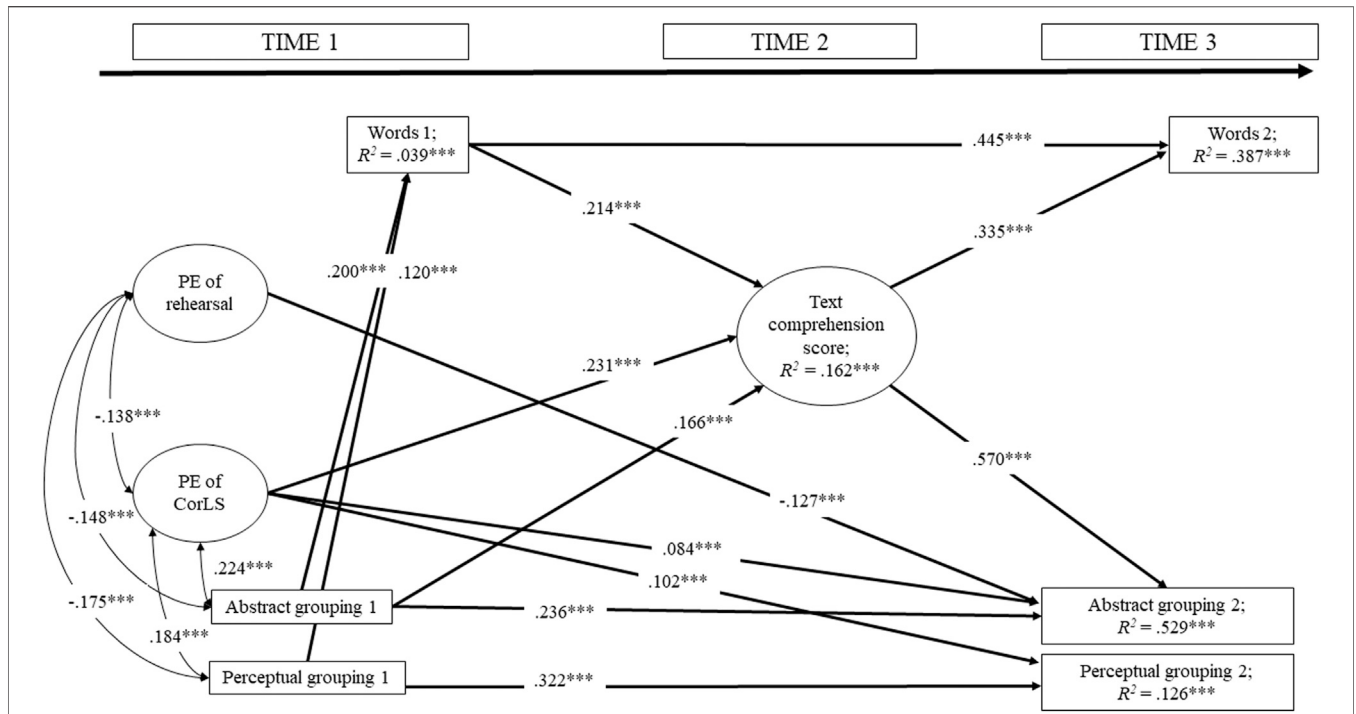 TIME 1
TIME 2
TIME 3
Words 1;
R² = .039***
.445***
Words 2;
R² = .387***
.214***
.335***
PE of
rehearsal
.200***
.120***
Text
comprehension
score;
R² = .162***
.231***
-.138***
.166***
.570***
PE of
CorLS
-.127***
-.148***
.084***
.224***
.102***
Abstract grouping 1
.236***
Abstract grouping 2;
R² = .529***
-.175***
.184***
Perceptual grouping 1
.322***
Perceptual grouping 2;
R² = .126***